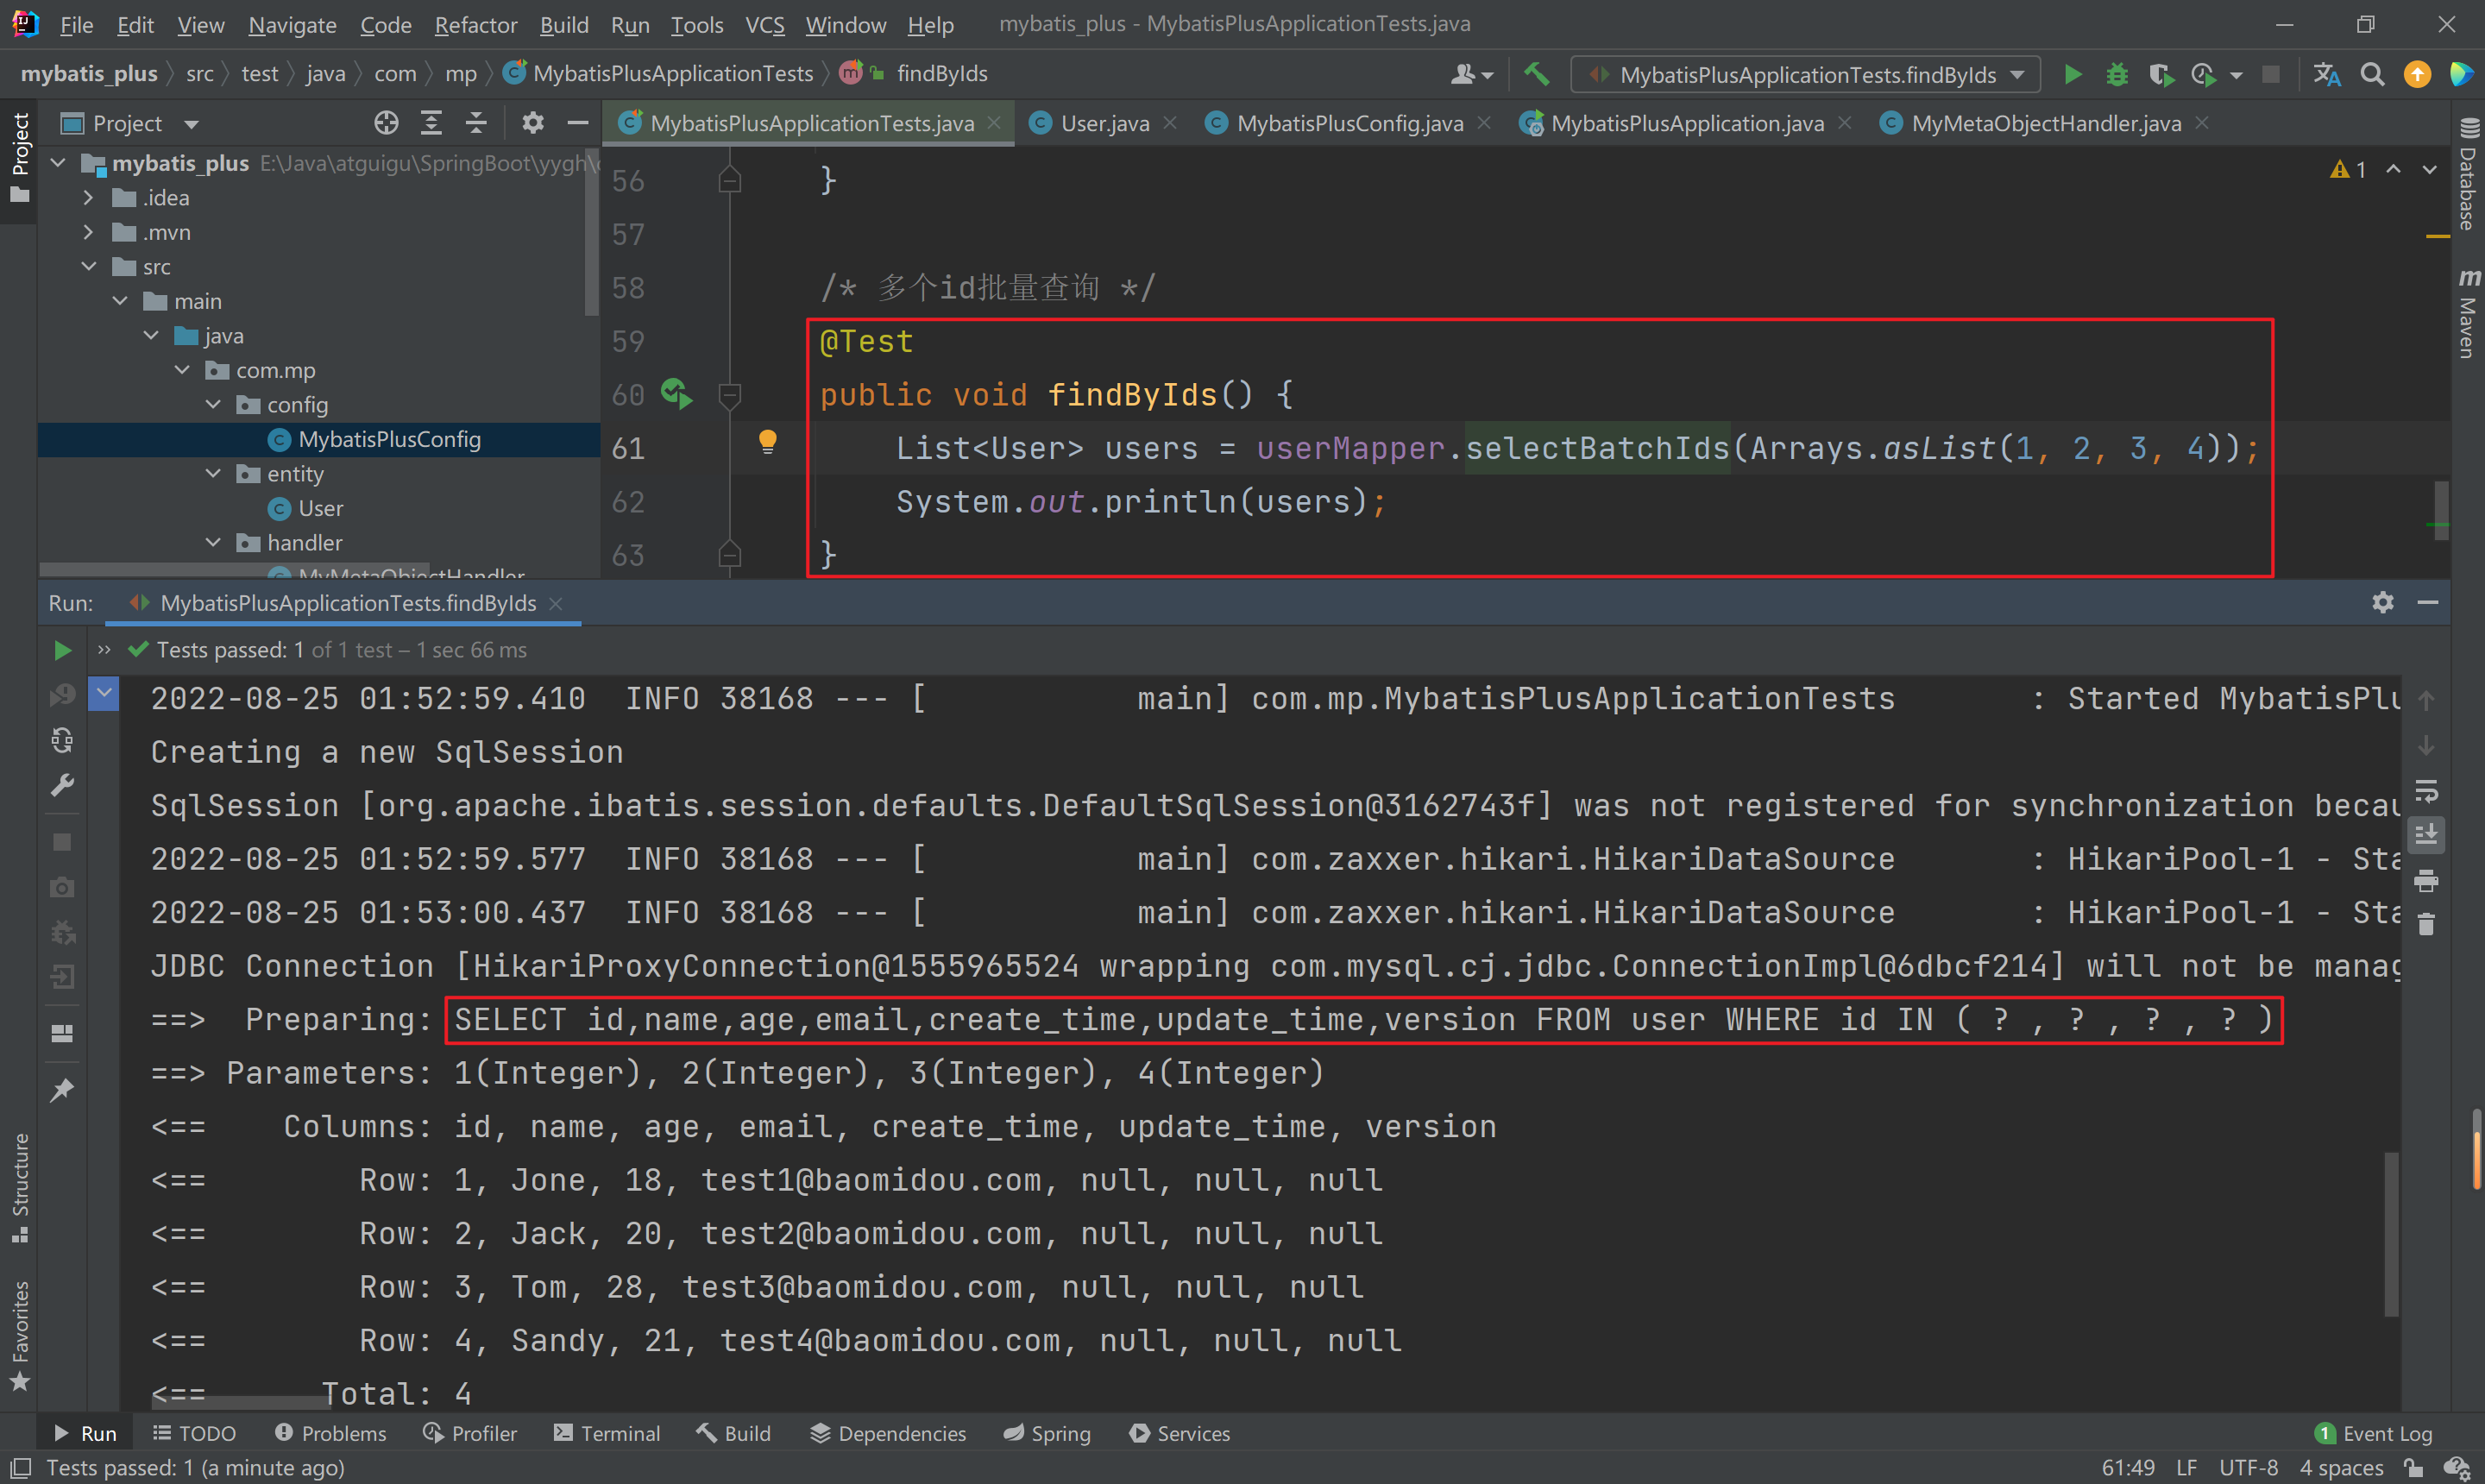 File Edit View Navigate Code Refactor Build Run Tools VCS Window Help mybatis_plus - MybatisPlusApplicationTests.java
mybatis_plus src test java com mp MybatisPlusApplicationTests findByIds MybatisPlusApplicationTests.findByIds
Project
Project
mybatis_plus E:\Java\atguigu\SpringBoot\yygh\
.idea
.mvn
src
main
java
com.mp
config
MybatisPlusConfig
entity
User
handler
MyMetaObjectHandler
MybatisPlusApplicationTests.java User.java MybatisPlusConfig.java MybatisPlusApplication.java MyMetaObjectHandler.java
1
56 }
57
58 /* 多个id批量查询 */
59 @Test
60 public void findByIds() {
61 List<User> users = userMapper.selectBatchIds(Arrays.asList(1, 2, 3, 4));
62 System.out.println(users);
63 }
Database
Maven
Run: MybatisPlusApplicationTests.findByIds
Tests passed: 1 of 1 test – 1 sec 66 ms
2022-08-25 01:52:59.410  INFO 38168 --- [           main] com.mp.MybatisPlusApplicationTests       : Started MybatisPlu
Creating a new SqlSession
SqlSession [org.apache.ibatis.session.defaults.DefaultSqlSession@3162743f] was not registered for synchronization becau
2022-08-25 01:52:59.577  INFO 38168 --- [           main] com.zaxxer.hikari.HikariDataSource       : HikariPool-1 - Sta
2022-08-25 01:53:00.437  INFO 38168 --- [           main] com.zaxxer.hikari.HikariDataSource       : HikariPool-1 - Sta
JDBC Connection [HikariProxyConnection@1555965524 wrapping com.mysql.cj.jdbc.ConnectionImpl@6dbcf214] will not be manag
==>  Preparing: SELECT id,name,age,email,create_time,update_time,version FROM user WHERE id IN ( ? , ? , ? , ? )
==> Parameters: 1(Integer), 2(Integer), 3(Integer), 4(Integer)
<==    Columns: id, name, age, email, create_time, update_time, version
<==        Row: 1, Jone, 18, test1@baomidou.com, null, null, null
<==        Row: 2, Jack, 20, test2@baomidou.com, null, null, null
<==        Row: 3, Tom, 28, test3@baomidou.com, null, null, null
<==        Row: 4, Sandy, 21, test4@baomidou.com, null, null, null
<==      Total: 4
Structure
Favorites
Run TODO Problems Profiler Terminal Build Dependencies Spring Services 1 Event Log
Tests passed: 1 (a minute ago) 61:49 LF UTF-8 4 spaces